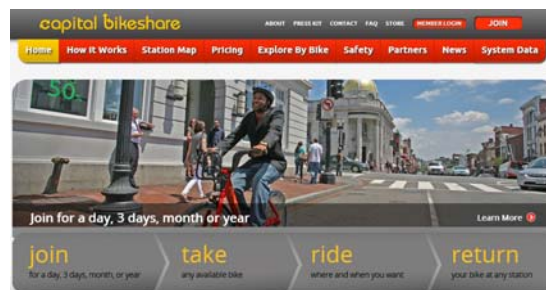 capital bikeshare
ABOUT PRESS KIT CONTACT FAQ STORE MEMBER LOGIN JOIN
Home How It Works Station Map Pricing Explore By Bike Safety Partners News System Data
50
Join for a day, 3 days, month or year
Learn More
join take ride return
for a day, 3 days, month, or year any available bike where and when you want your bike at any station